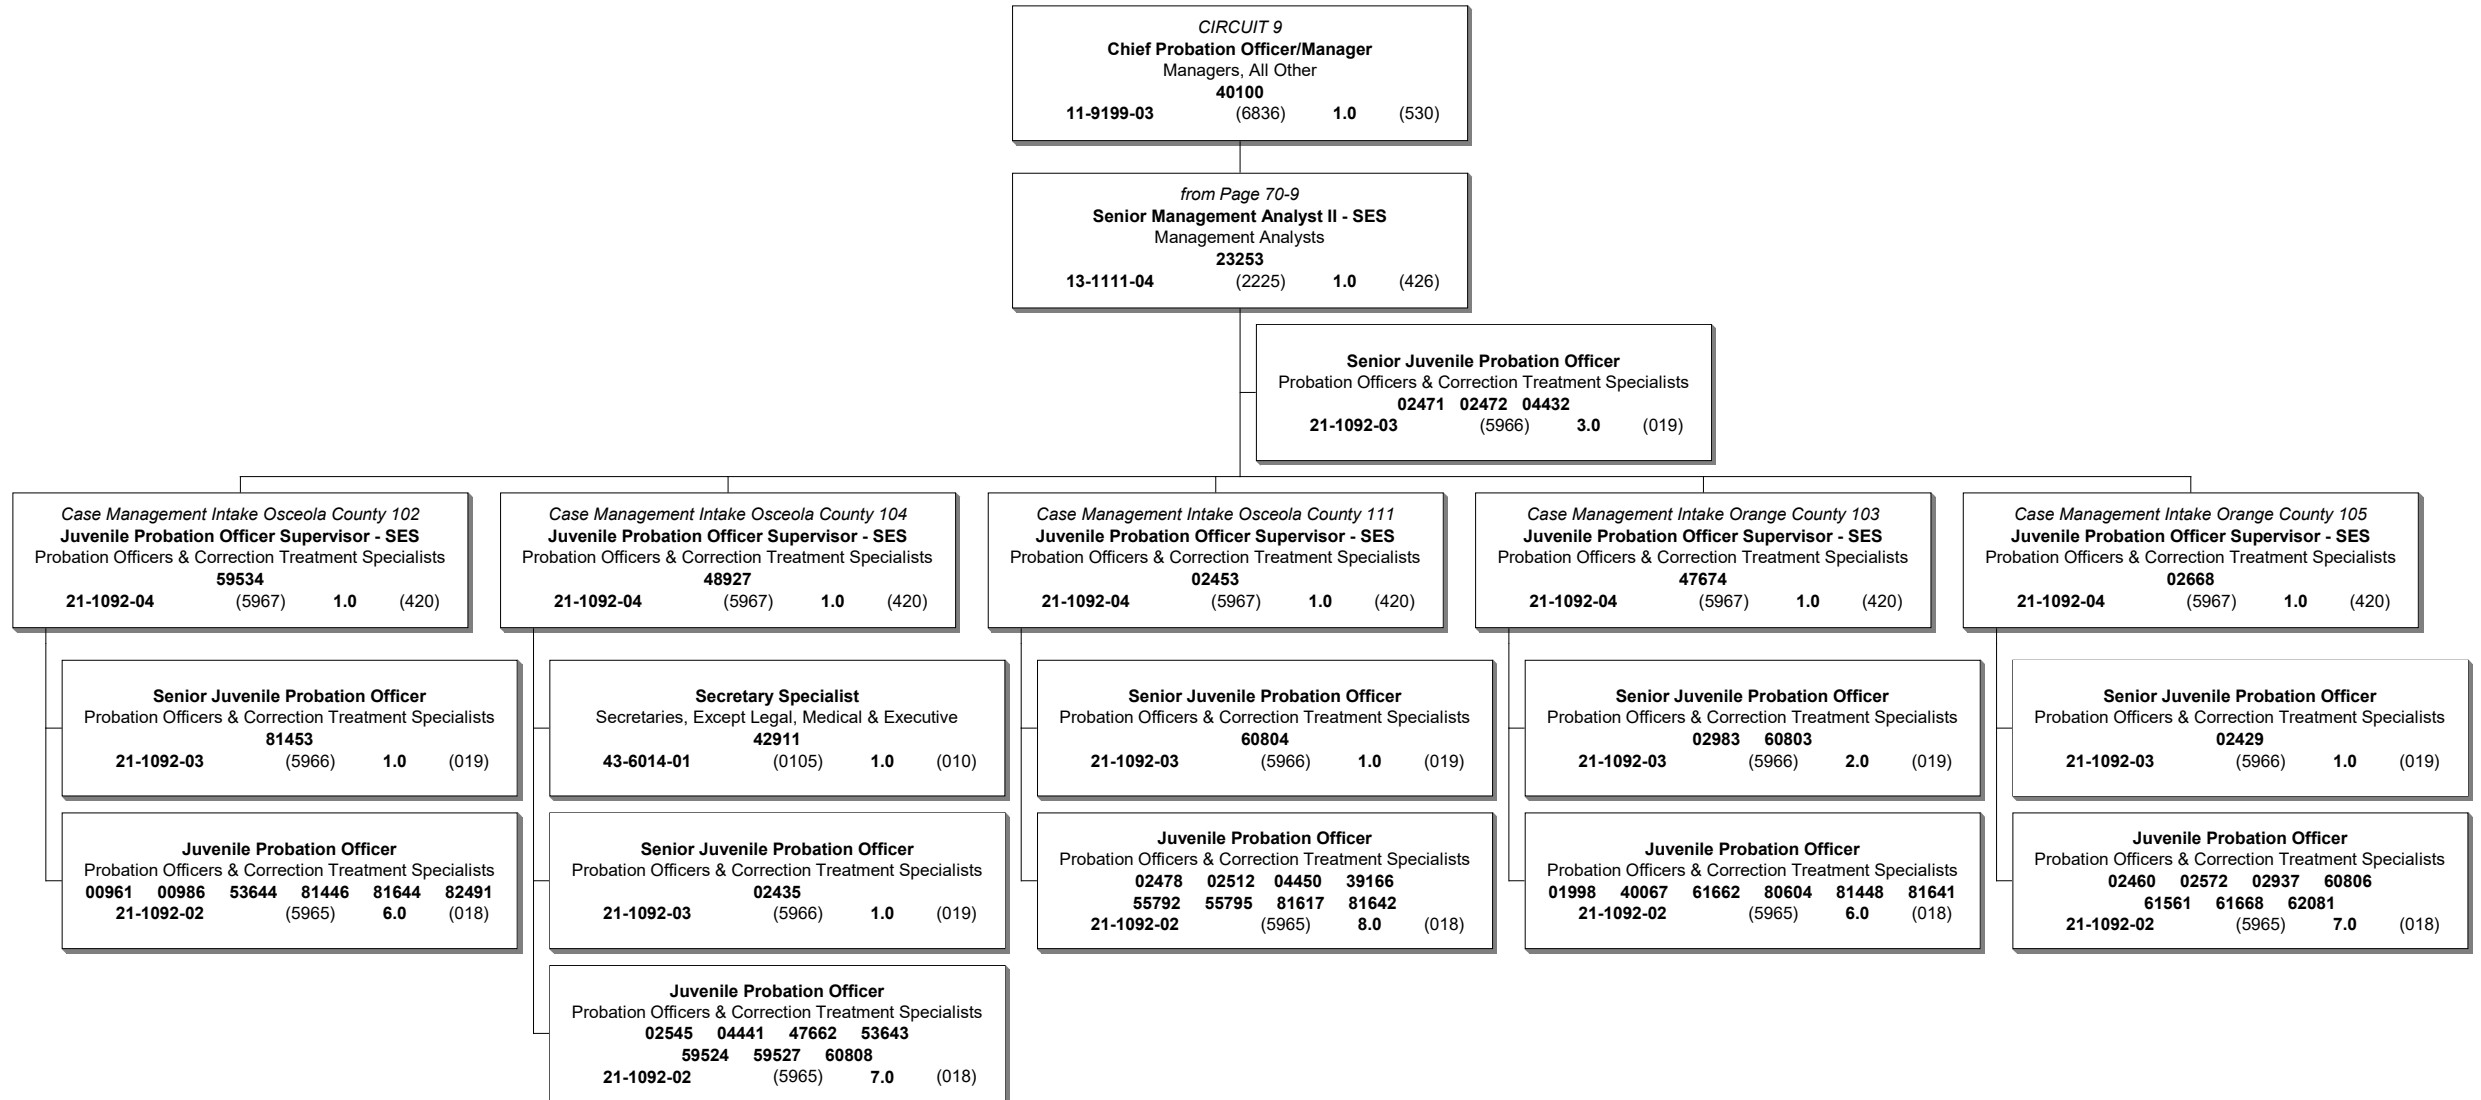 CIRCUIT 9
Chief Probation Officer/Manager
Managers, All Other
40100
11-9199-03 (6836) 1.0 (530)
from Page 70-9
Senior Management Analyst II - SES
Management Analysts
23253
13-1111-04 (2225) 1.0 (426)
Senior Juvenile Probation Officer
Probation Officers & Correction Treatment Specialists
02471 02472 04432
21-1092-03 (5966) 3.0 (019)
Case Management Intake Osceola County 102
Juvenile Probation Officer Supervisor - SES
Probation Officers & Correction Treatment Specialists
59534
21-1092-04 (5967) 1.0 (420)
Senior Juvenile Probation Officer
Probation Officers & Correction Treatment Specialists
81453
21-1092-03 (5966) 1.0 (019)
Juvenile Probation Officer
Probation Officers & Correction Treatment Specialists
00961 00986 53644 81446 81644 82491
21-1092-02 (5965) 6.0 (018)
Case Management Intake Osceola County 104
Juvenile Probation Officer Supervisor - SES
Probation Officers & Correction Treatment Specialists
48927
21-1092-04 (5967) 1.0 (420)
Secretary Specialist
Secretaries, Except Legal, Medical & Executive
42911
43-6014-01 (0105) 1.0 (010)
Senior Juvenile Probation Officer
Probation Officers & Correction Treatment Specialists
02435
21-1092-03 (5966) 1.0 (019)
Juvenile Probation Officer
Probation Officers & Correction Treatment Specialists
02545 04441 47662 53643
59524 59527 60808
21-1092-02 (5965) 7.0 (018)
Case Management Intake Osceola County 111
Juvenile Probation Officer Supervisor - SES
Probation Officers & Correction Treatment Specialists
02453
21-1092-04 (5967) 1.0 (420)
Senior Juvenile Probation Officer
Probation Officers & Correction Treatment Specialists
60804
21-1092-03 (5966) 1.0 (019)
Juvenile Probation Officer
Probation Officers & Correction Treatment Specialists
02478 02512 04450 39166
55792 55795 81617 81642
21-1092-02 (5965) 8.0 (018)
Case Management Intake Orange County 103
Juvenile Probation Officer Supervisor - SES
Probation Officers & Correction Treatment Specialists
47674
21-1092-04 (5967) 1.0 (420)
Senior Juvenile Probation Officer
Probation Officers & Correction Treatment Specialists
02983 60803
21-1092-03 (5966) 2.0 (019)
Juvenile Probation Officer
Probation Officers & Correction Treatment Specialists
01998 40067 61662 80604 81448 81641
21-1092-02 (5965) 6.0 (018)
Case Management Intake Orange County 105
Juvenile Probation Officer Supervisor - SES
Probation Officers & Correction Treatment Specialists
02668
21-1092-04 (5967) 1.0 (420)
Senior Juvenile Probation Officer
Probation Officers & Correction Treatment Specialists
02429
21-1092-03 (5966) 1.0 (019)
Juvenile Probation Officer
Probation Officers & Correction Treatment Specialists
02460 02572 02937 60806
61561 61668 62081
21-1092-02 (5965) 7.0 (018)